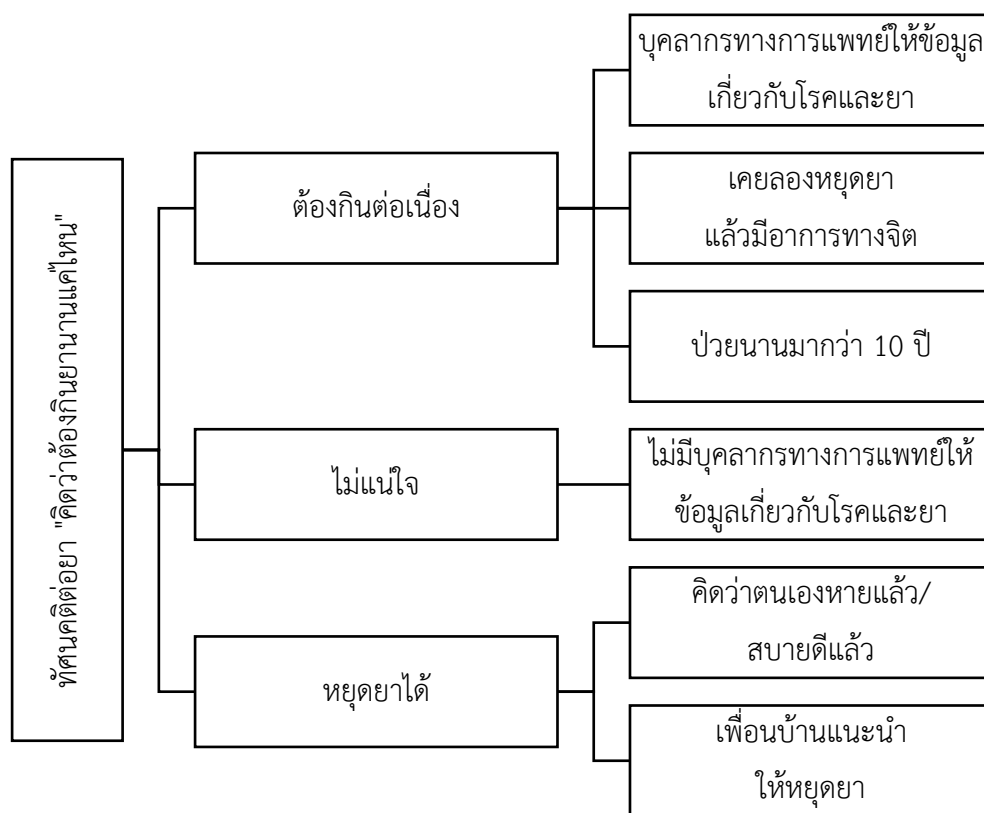 ทัศนคติต่อยา "คิดว่าต้องกินยานานแค่ไหน"
ต้องกินต่อเนื่อง
บุคลากรทางการแพทย์ให้ข้อมูล
เกี่ยวกับโรคและยา
เคยลองหยุดยา
แล้วมีอาการทางจิต
ป่วยนานมากว่า 10 ปี
ไม่แน่ใจ
ไม่มีบุคลากรทางการแพทย์ให้
ข้อมูลเกี่ยวกับโรคและยา
หยุดยาได้
คิดว่าตนเองหายแล้ว/
สบายดีแล้ว
เพื่อนบ้านแนะนำ
ให้หยุดยา